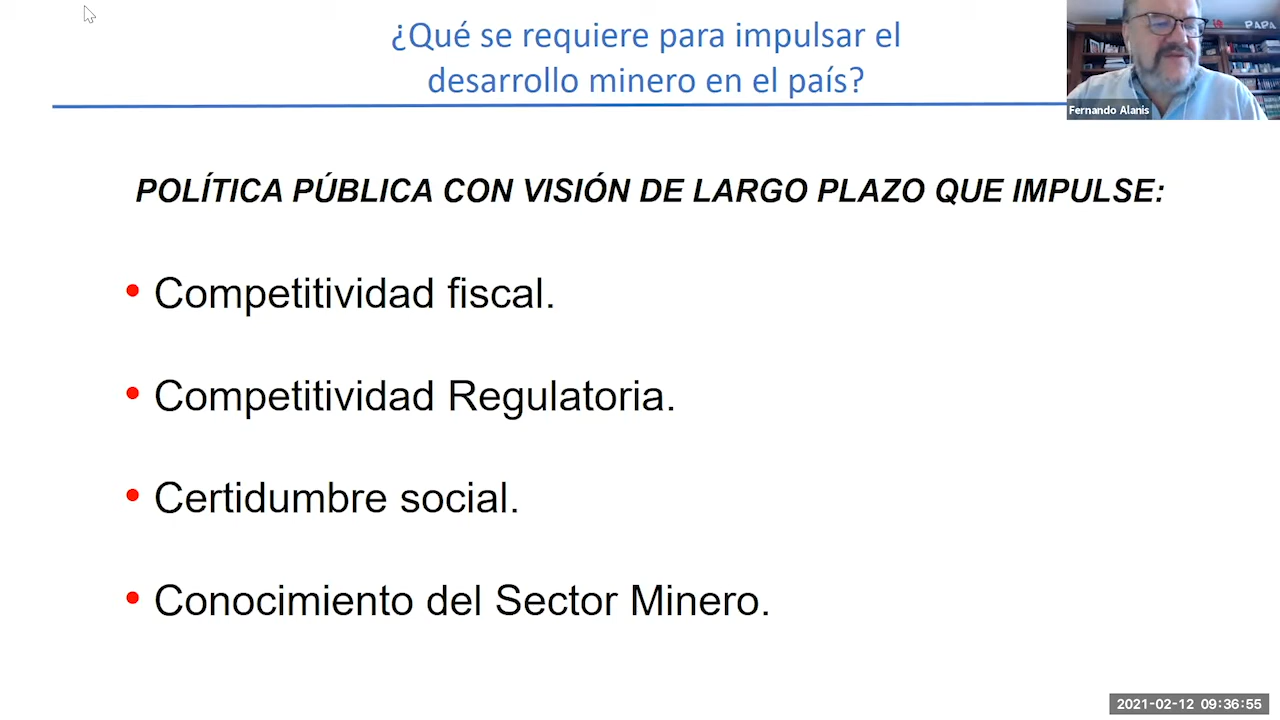 ¿Qué se requiere para impulsar el
desarrollo minero en el país?
PAPA
Fernando Alanis
POLÍTICA PÚBLICA CON VISIÓN DE LARGO PLAZO QUE IMPULSE:
• Competitividad fiscal.
• Competitividad Regulatoria.
• Certidumbre social.
• Conocimiento del Sector Minero.
2021-02-12 09:36:55